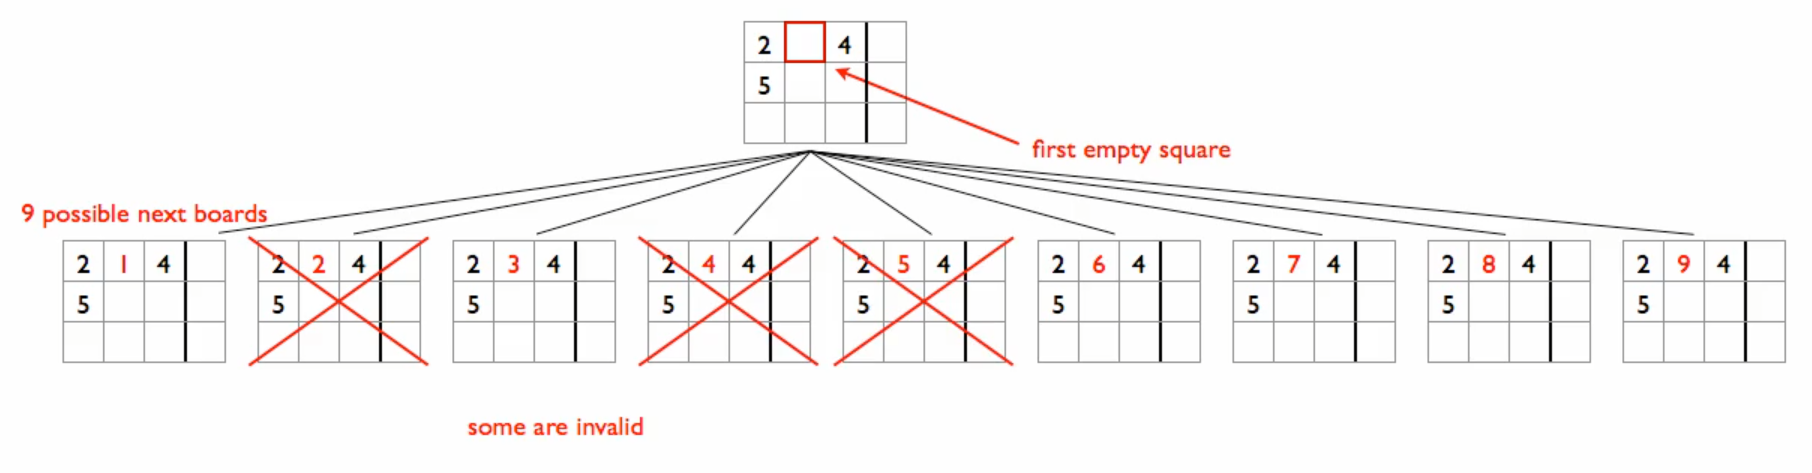 2 4
5
first empty square
9 possible next boards
2 1 4 2 2 4 2 3 4 2 4 4 2 5 4 2 6 4 2 7 4 2 8 4 2 9 4
5 5 5 5 5 5 5 5 5
some are invalid